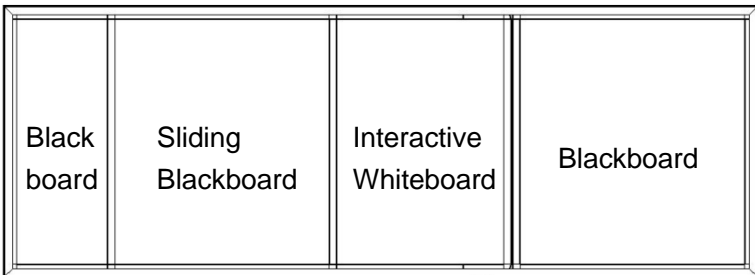 Black
board
Sliding
Blackboard
Interactive
Whiteboard
Blackboard